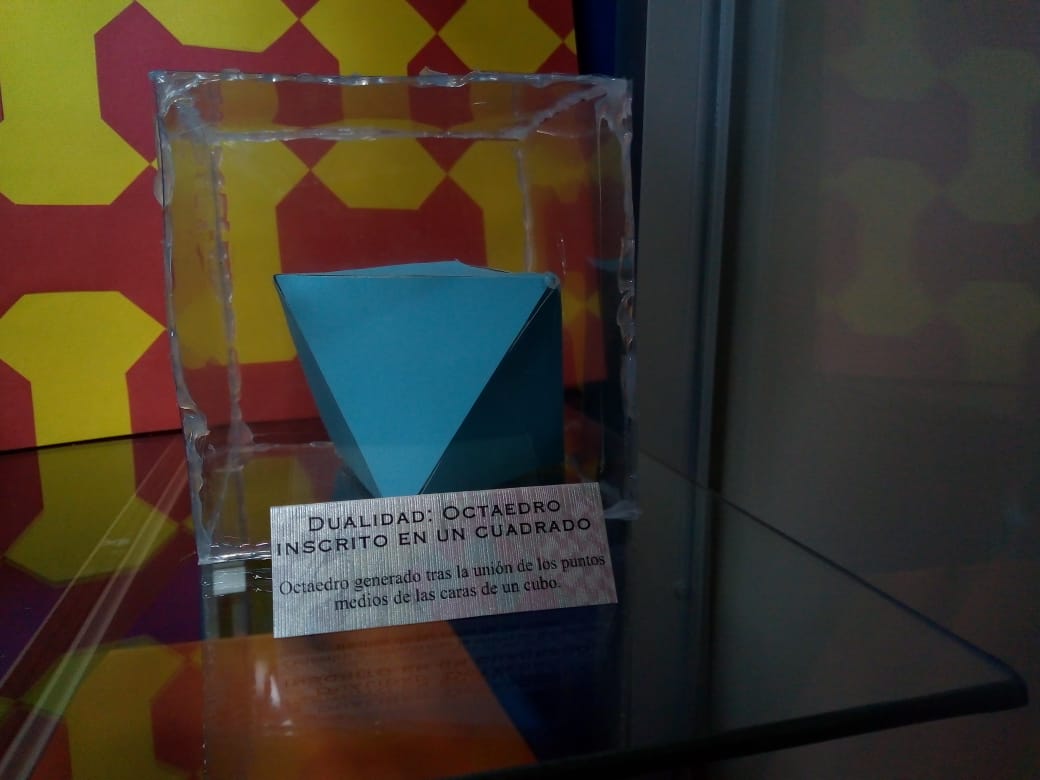 DUALIDAD: OCTAEDRO
INSCRITO EN UN CUADRADO
Octaedro generado tras la unión de los puntos
medios de las caras de un cubo.